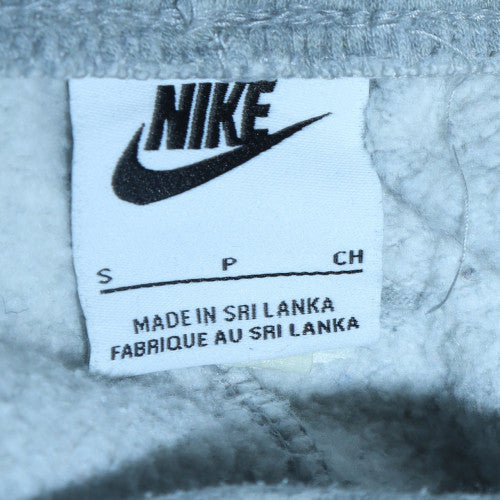 NIKE
S P CH
MADE IN SRI LANKA
FABRIQUE AU SRI LANKA